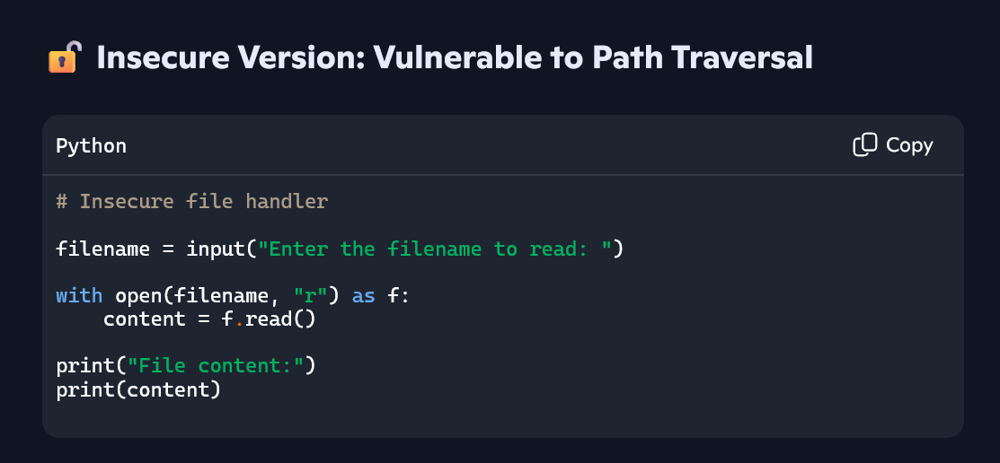 🔓 Insecure Version: Vulnerable to Path Traversal
Python
Copy
# Insecure file handler
filename = input("Enter the filename to read: ")
with open(filename, "r") as f:
    content = f.read()
print("File content:")
print(content)